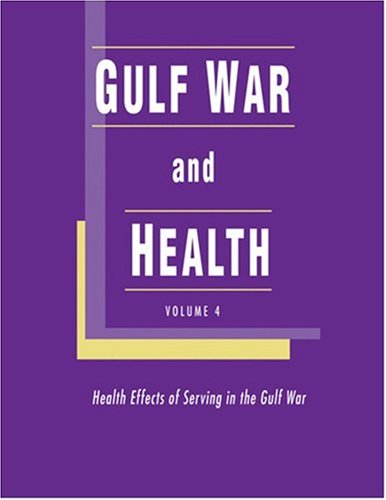 GULF WAR
and
HEALTH
VOLUME 4
Health Effects of Serving in the Gulf War